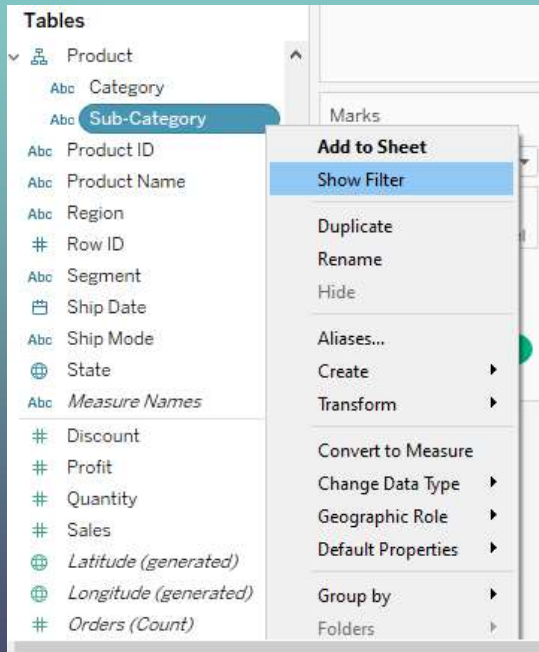 Tables
Product
Abc Category
Abc Sub-Category
Abc Product ID
Abc Product Name
Abc Region
# Row ID
Abc Segment
Ship Date
Abc Ship Mode
State
Abc Measure Names
# Discount
# Profit
# Quantity
# Sales
Latitude (generated)
Longitude (generated)
# Orders (Count)
Marks
Add to Sheet
Show Filter
Duplicate
Rename
Hide
Aliases...
Create
Transform
Convert to Measure
Change Data Type
Geographic Role
Default Properties
Group by
Folders